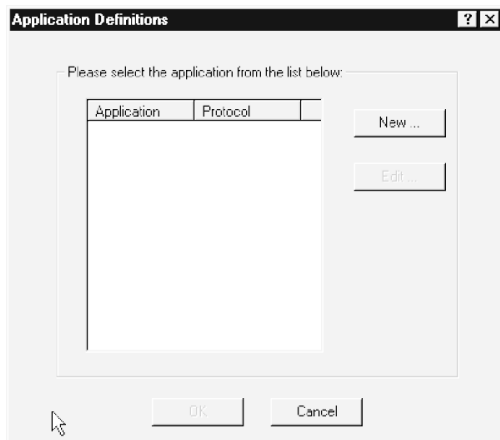 Application Definitions
Please select the application from the list below:
Application Protocol
New ...
Edit ...
OK Cancel